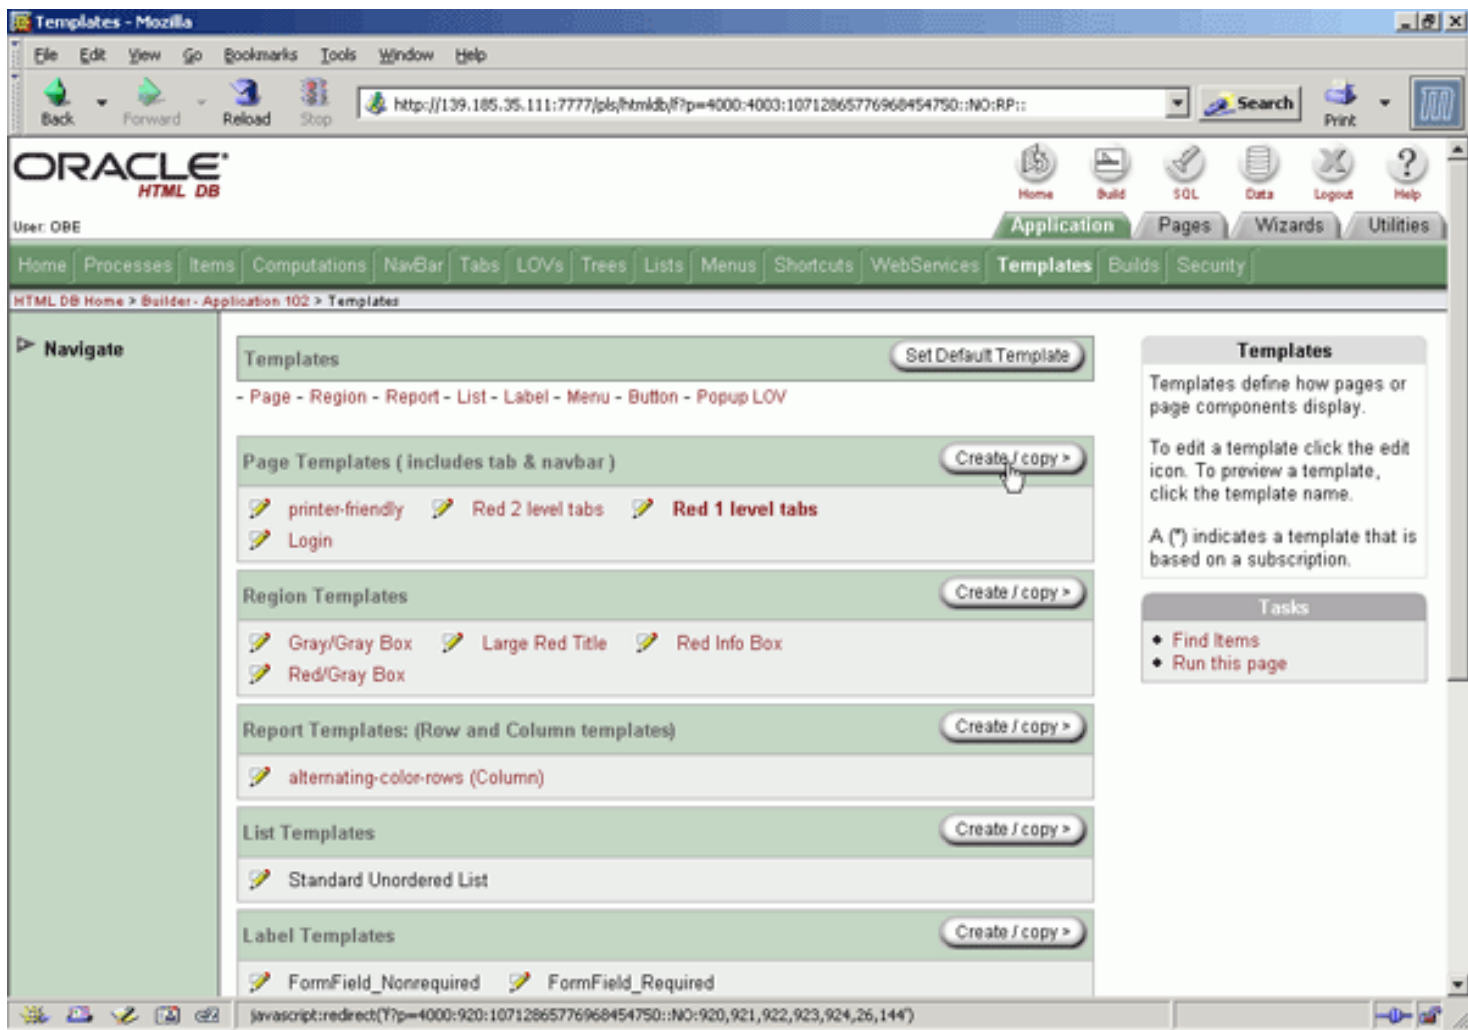 Templates - Mozilla
File Edit View Go Bookmarks Tools Window Help
Back Forward Reload Stop http://139.185.35.111:7777/pls/htmldb/f?p=4000:4003:10712865776968454750::NO:RP:: Search Print
ORACLE
HTML DB
Home Build SQL Data Logout Help
User: OBE
Application Pages Wizards Utilities
Home Processes Items Computations NavBar Tabs LOVs Trees Lists Menus Shortcuts WebServices Templates Builds Security
HTML DB Home > Builder - Application 102 > Templates
Navigate
Templates Set Default Template
- Page - Region - Report - List - Label - Menu - Button - Popup LOV
Page Templates ( includes tab & navbar ) Create / copy >
printer-friendly Red 2 level tabs Red 1 level tabs
Login
Region Templates Create / copy >
Gray/Gray Box Large Red Title Red Info Box
Red/Gray Box
Report Templates: (Row and Column templates) Create / copy >
alternating-color-rows (Column)
List Templates Create / copy >
Standard Unordered List
Label Templates Create / copy >
FormField_Nonrequired FormField_Required
Templates
Templates define how pages or
page components display.
To edit a template click the edit
icon. To preview a template,
click the template name.
A (*) indicates a template that is
based on a subscription.
Tasks
Find Items
Run this page
javascript:redirect('f?p=4000:920:10712865776968454750::NO:920,921,922,923,924,26,144')